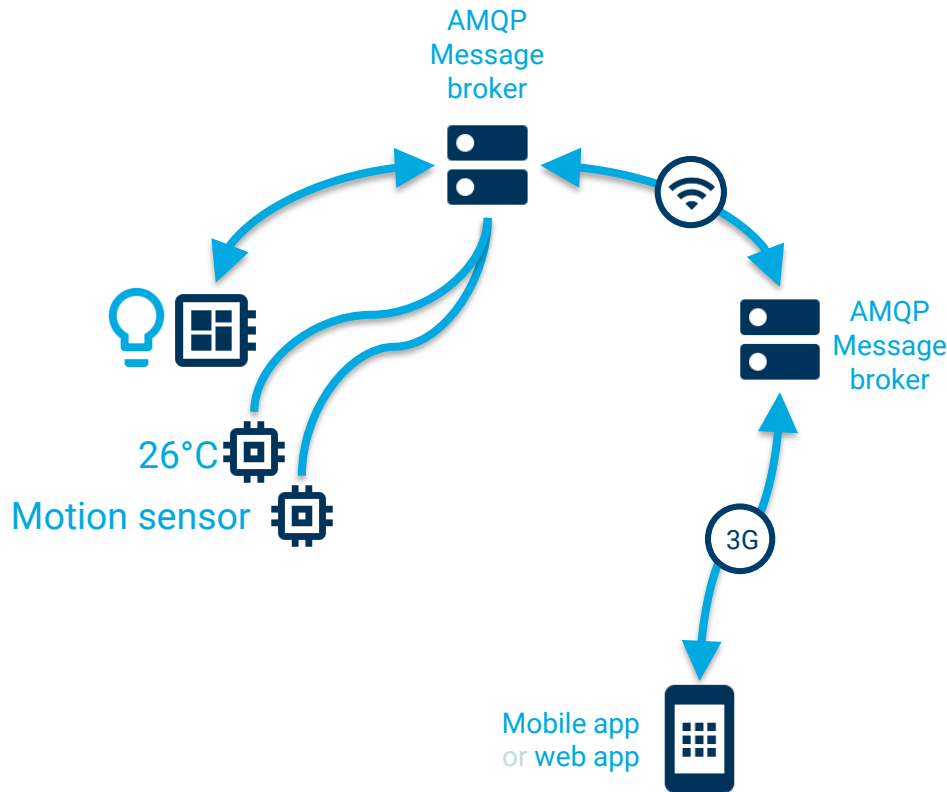 AMQP
Message
broker
AMQP
Message
broker
26°C
Motion sensor
3G
Mobile app
or web app